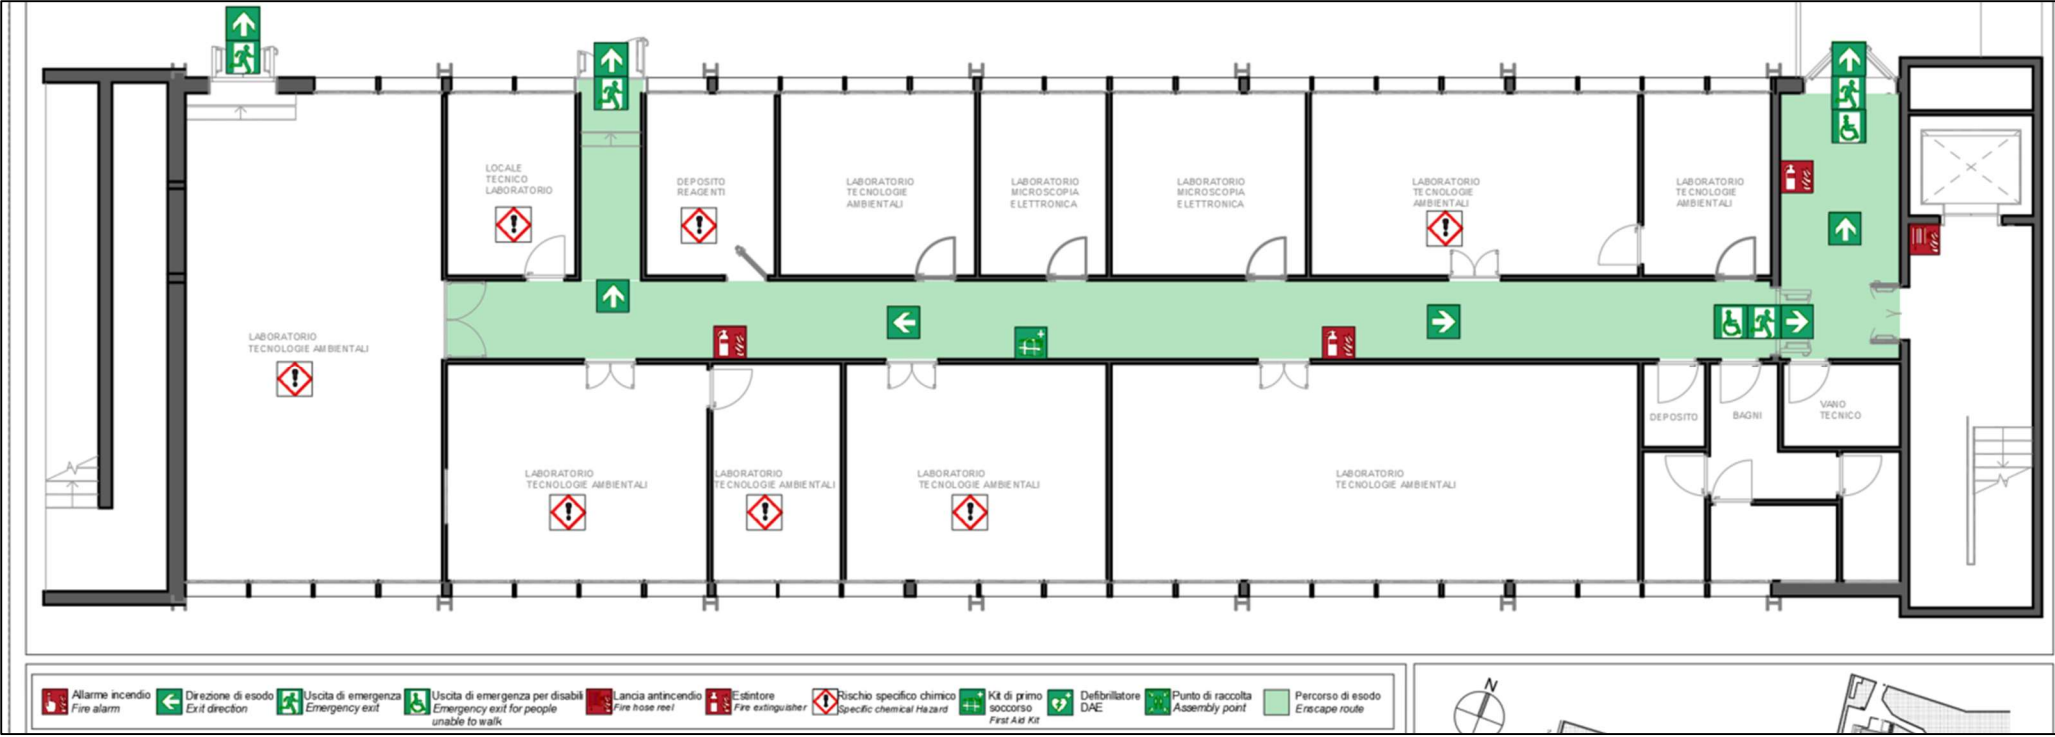 LOCALE
TECNICO
LABORATORIO
DEPOSITO
REAGENTI
LABORATORIO
TECNOLOGIE
AMBIENTALI
LABORATORIO
MICROSCOPIA
ELETTRONICA
LABORATORIO
MICROSCOPIA
ELETTRONICA
LABORATORIO
TECNOLOGIE
AMBIENTALI
LABORATORIO
TECNOLOGIE
AMBIENTALI
LABORATORIO
TECNOLOGIE AMBIENTALI
LABORATORIO
TECNOLOGIE AMBIENTALI
LABORATORIO
TECNOLOGIE AMBIENTALI
LABORATORIO
TECNOLOGIE AMBIENTALI
LABORATORIO
TECNOLOGIE AMBIENTALI
DEPOSITO
BAGNI
VANO
TECNICO
Allarme incendio
Fire alarm
Direzione di esodo
Exit direction
Uscita di emergenza
Emergency exit
Uscita di emergenza per disabili
Emergency exit for people
unable to walk
Lancia antincendio
Fire hose reel
Estintore
Fire extinguisher
Rischio specifico chimico
Specific chemical Hazard
Kit di primo
soccorso
First Aid Kit
Defibrillatore
DAE
Punto di raccolta
Assembly point
Percorso di esodo
Enscape route
N